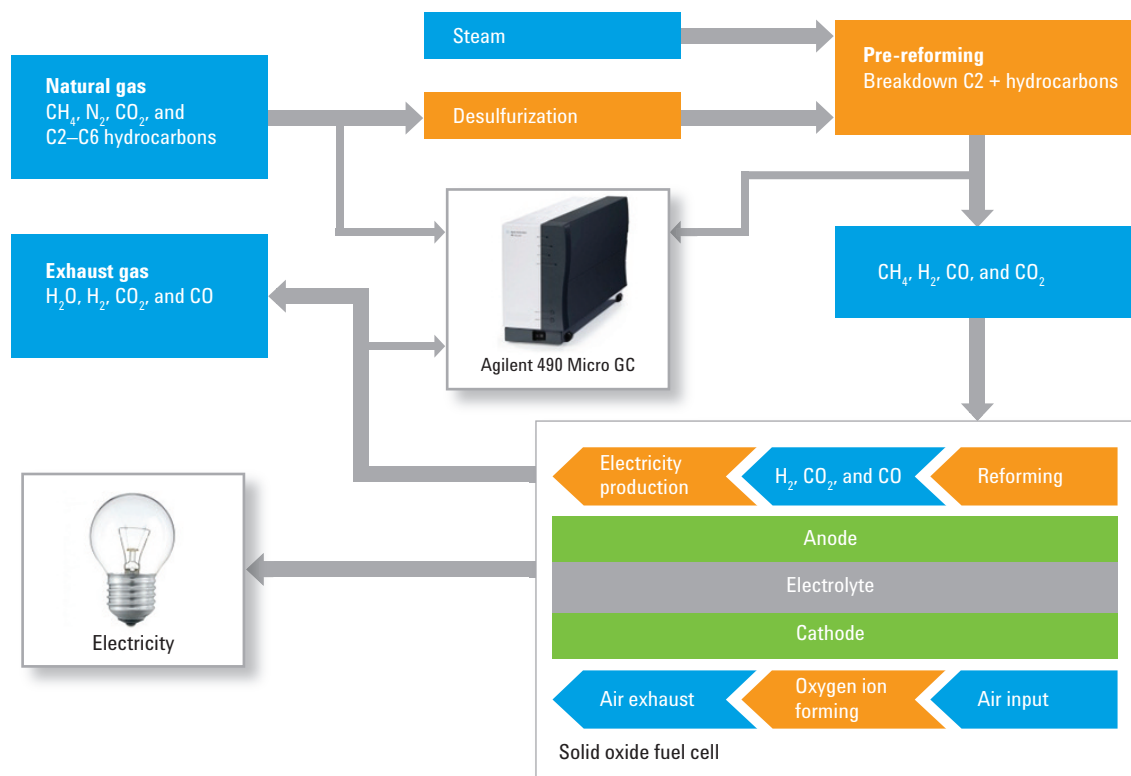 Steam
Pre-reforming
Breakdown C2 + hydrocarbons
Natural gas
CH₄, N₂, CO₂, and
C2–C6 hydrocarbons
Desulfurization
Exhaust gas
H₂O, H₂, CO₂, and CO
CH₄, H₂, CO, and CO₂
Agilent 490 Micro GC
Electricity
production
H₂, CO₂, and CO
Reforming
Anode
Electrolyte
Cathode
Electricity
Air exhaust
Oxygen ion
forming
Air input
Solid oxide fuel cell